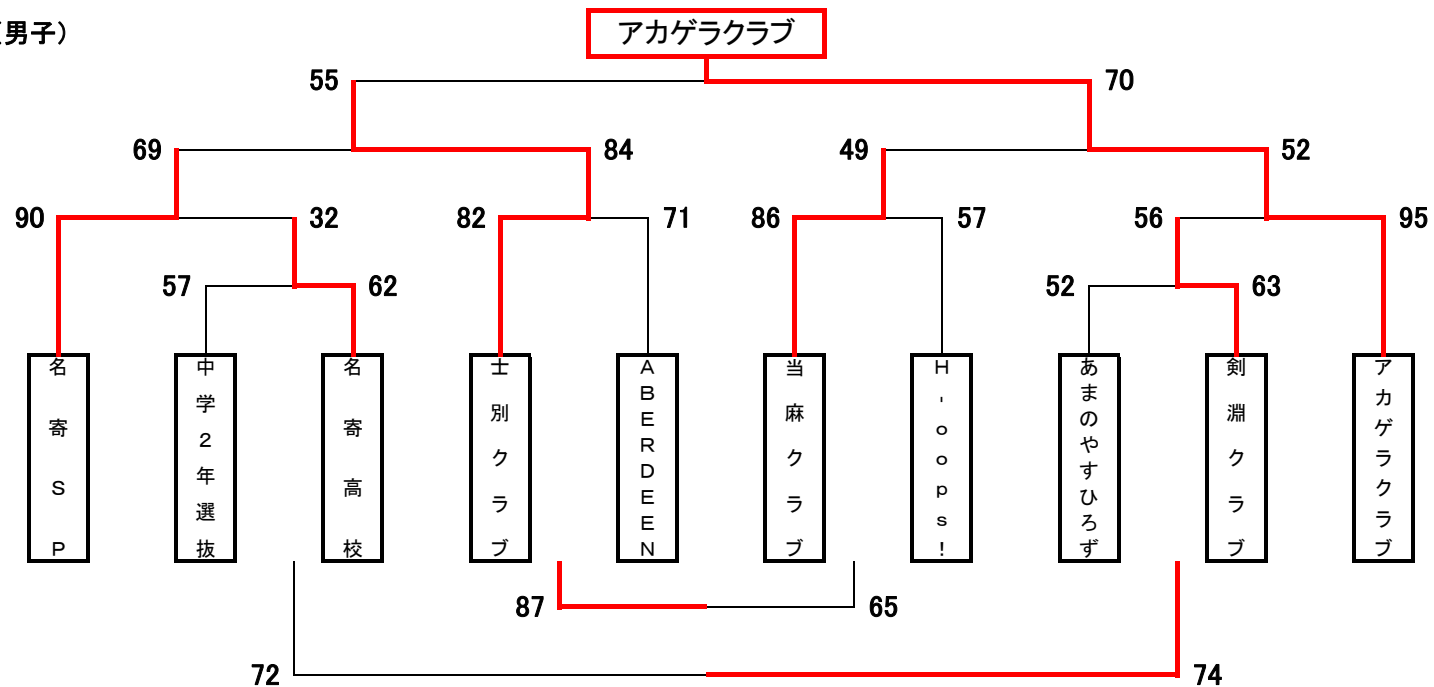 （男子）
アカゲラクラブ
55 70
69 84 49 52
90 32 82 71 86 57 56 95
57 62 52 63
名寄SP
中学2年選抜
名寄高校
士別クラブ
ABERDEEN
当麻クラブ
H'oops!
あまのやすひろず
剣淵クラブ
アカゲラクラブ
87 65
72 74